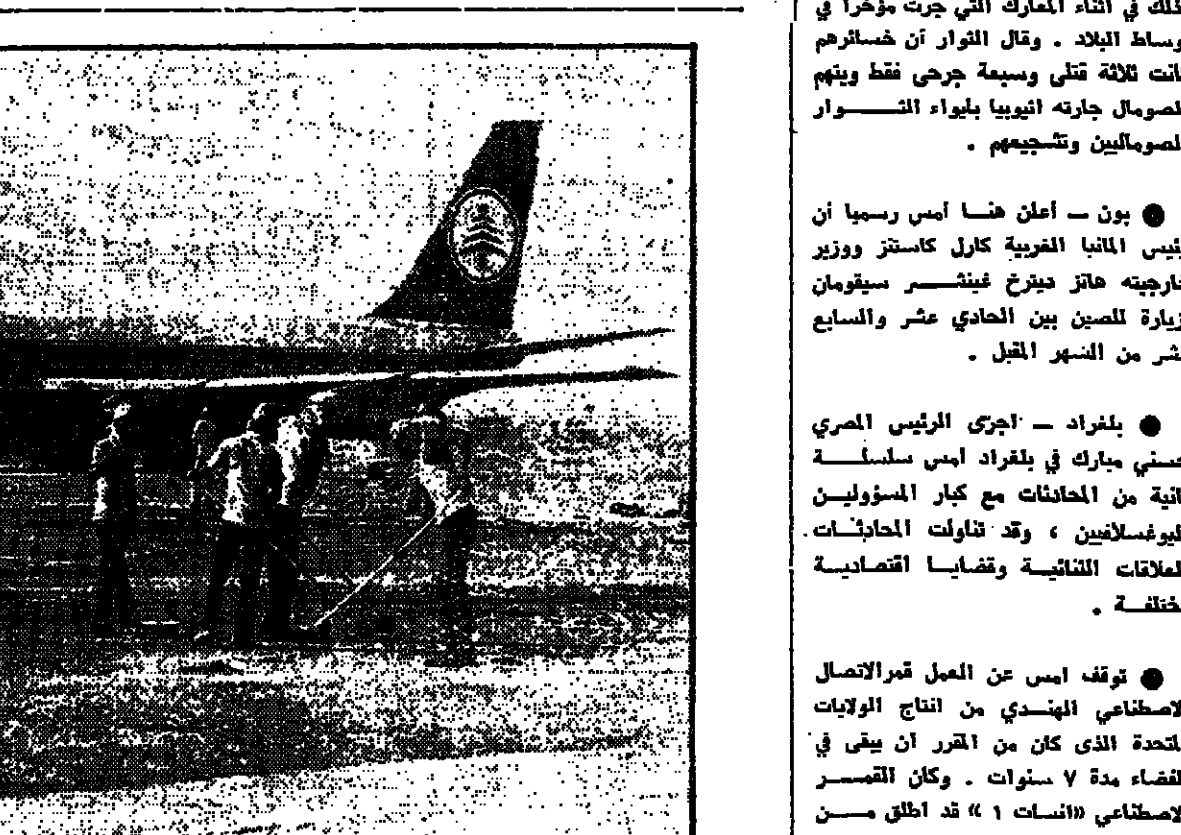 ذلك في اثناء المعارك التي جرت مؤخرا في
وساط البلاد . وقال الثوار أن خسائرهم
انت ثلاثة قتلى وسبعة جرحى فقط ويتهم
لصومال جارته اثيوبيا بايواء الثـــوار
لصوماليين وتشجيعهم .
● بون — أعلن هنـا أمس رسميا أن
ئيس المانيا الغربية كارل كاستنز ووزير
ارجيته هانز ديترخ غينشـــر سيقومان
زيارة للصين بين الحادي عشر والسابع
شر من الشهر المقبل .
● بلغراد — اجرى الرئيس المصري
حسني مبارك في بلغراد امس سلسلـــة
انية من المحادثات مع كبار المسؤوليـن
ليوغسلافيين ، وقد تناولت المحادثـات
لعلاقات الثنائيـة وقضايـا اقتصاديـة
ختلفـة .
● توقف امس عن العمل قمر الاتصال
لاصطناعي الهنـدي من انتاج الولايات
لمتحدة الذى كان من المقرر أن يبقى في
لفضاء مدة ٧ سنوات . وكان القمـــر
لاصطناعي «انسات ١ » قد اطلق مـــن